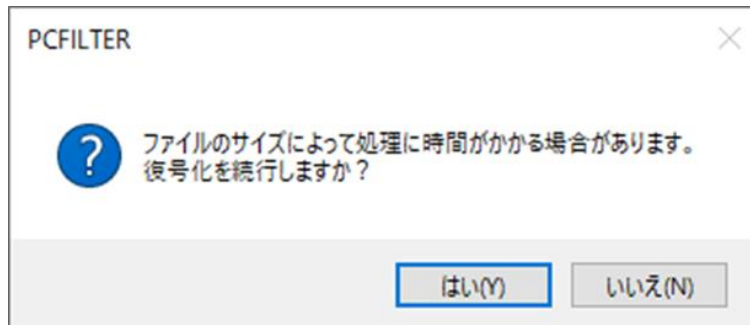 PCFILTER
ファイルのサイズによって処理に時間がかかる場合があります。
復号化を続行しますか？
はい(Y)
いいえ(N)